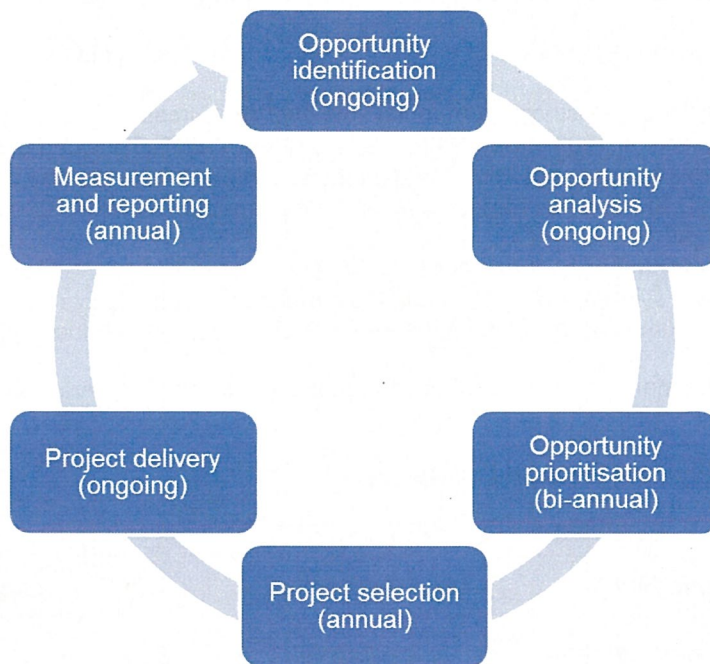 Opportunity
identification
(ongoing)
Opportunity
analysis
(ongoing)
Opportunity
prioritisation
(bi-annual)
Project selection
(annual)
Project delivery
(ongoing)
Measurement
and reporting
(annual)